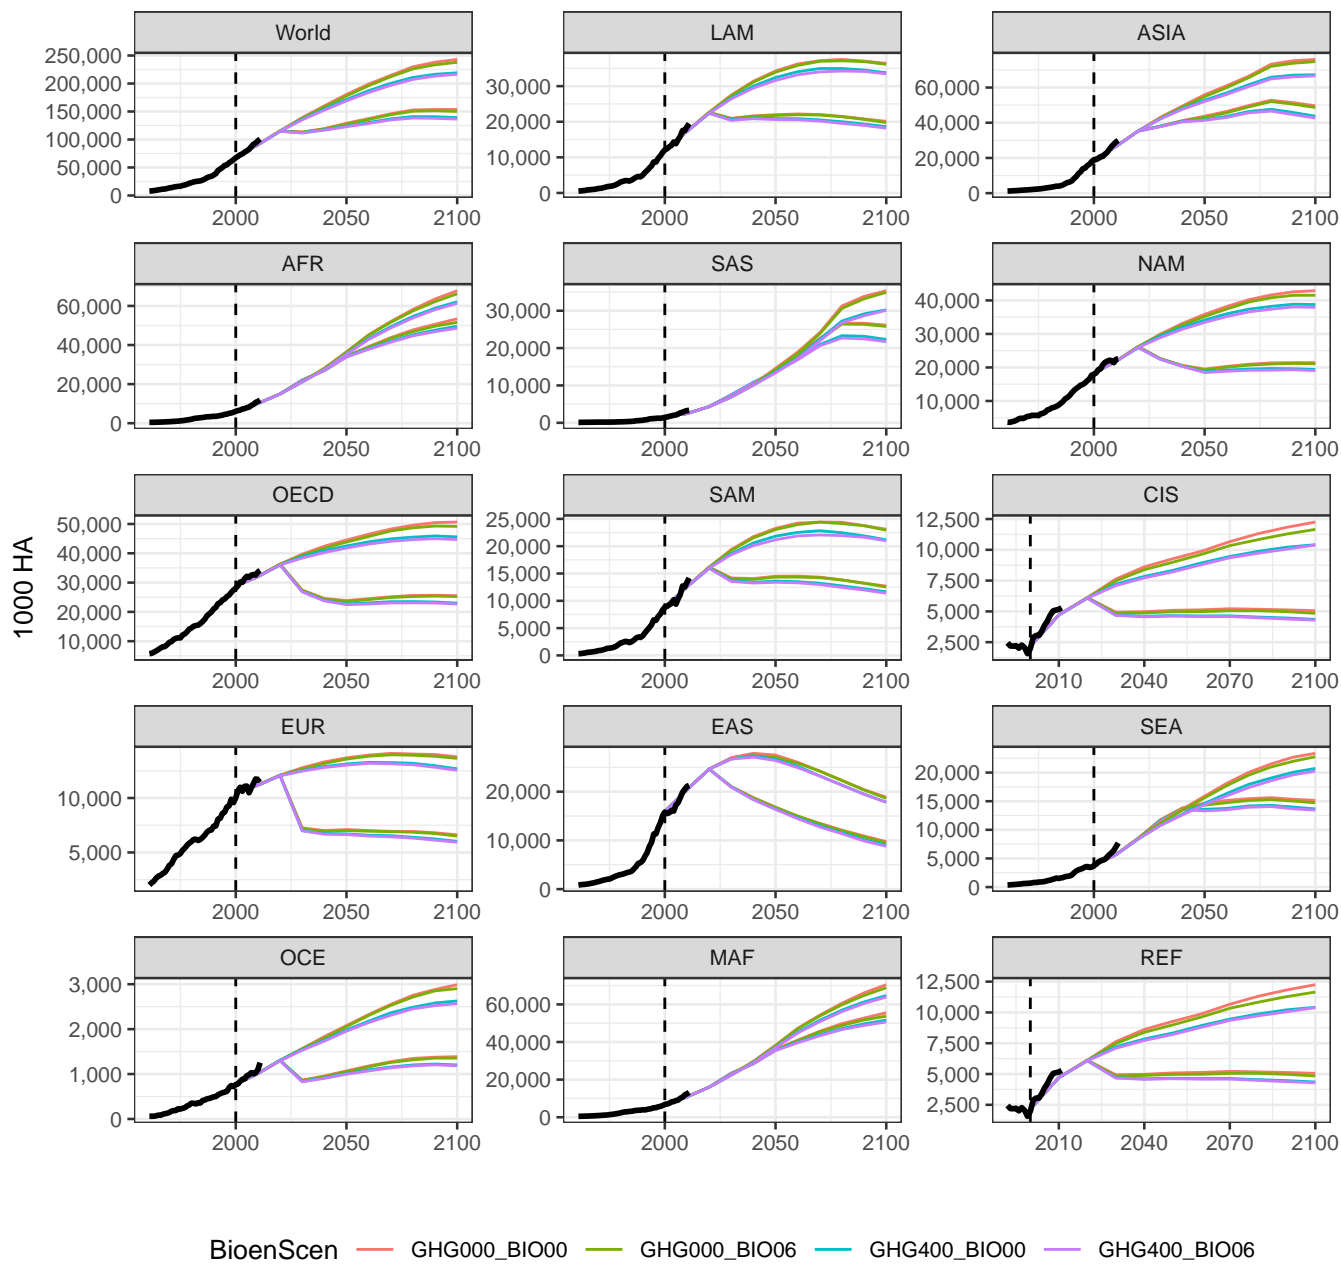 World
250,000
200,000
150,000
100,000
50,000
0
2000 2050 2100
LAM
30,000
20,000
10,000
0
2000 2050 2100
ASIA
60,000
40,000
20,000
0
2000 2050 2100
AFR
60,000
40,000
20,000
0
2000 2050 2100
SAS
30,000
20,000
10,000
0
2000 2050 2100
NAM
40,000
30,000
20,000
10,000
2000 2050 2100
1000 HA
OECD
50,000
40,000
30,000
20,000
10,000
2000 2050 2100
SAM
25,000
20,000
15,000
10,000
5,000
0
2000 2050 2100
CIS
12,500
10,000
7,500
5,000
2,500
2010 2040 2070 2100
EUR
10,000
5,000
2000 2050 2100
EAS
20,000
10,000
0
2000 2050 2100
SEA
20,000
15,000
10,000
5,000
0
2000 2050 2100
OCE
3,000
2,000
1,000
0
2000 2050 2100
MAF
60,000
40,000
20,000
0
2000 2050 2100
REF
12,500
10,000
7,500
5,000
2,500
2010 2040 2070 2100
BioenScen GHG000_BIO00 GHG000_BIO06 GHG400_BIO00 GHG400_BIO06